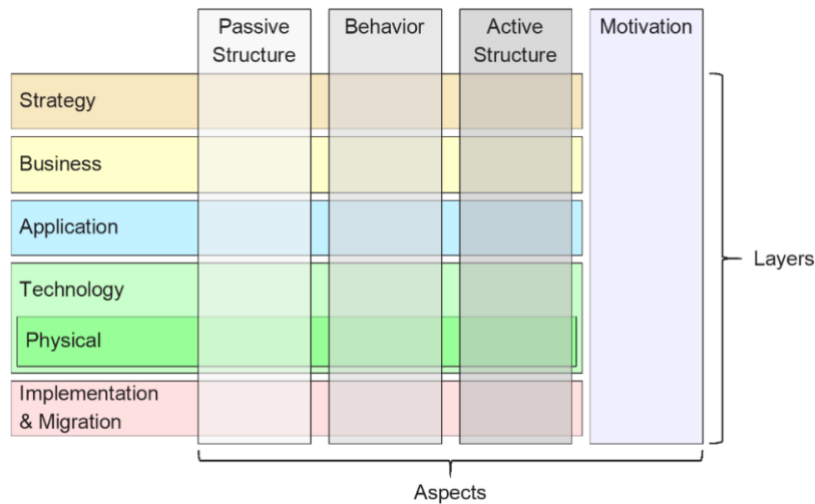 Passive
Structure
Behavior
Active
Structure
Motivation
Strategy
Business
Application
Technology
Physical
Implementation
& Migration
Layers
Aspects